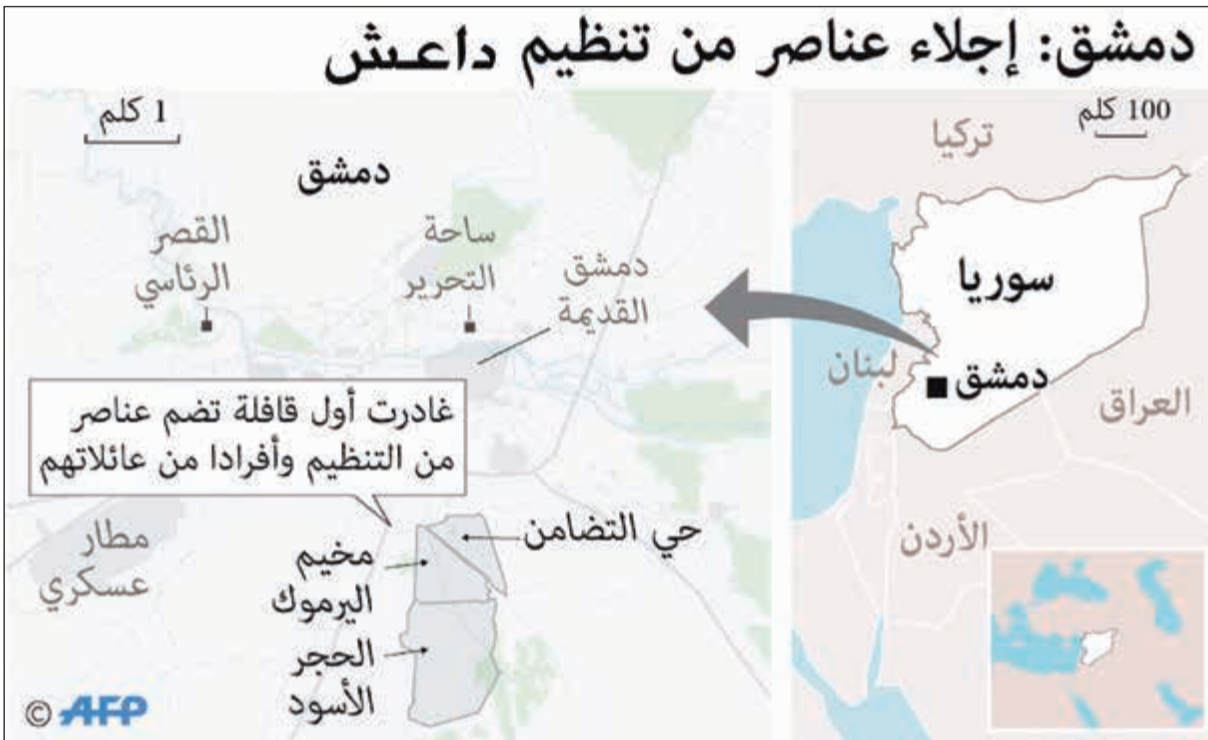 دمشق: إجلاء عناصر من تنظيم داعش
100 كلم
تركيا
سوريا
دمشق
لبنان
العراق
الأردن
1 كلم
دمشق
القصر
الرئاسي
ساحة
التحرير
دمشق
القديمة
غادرت أول قافلة تضم عناصر
من التنظيم وأفرادا من عائلاتهم
حي التضامن
مخيم
اليرموك
الحجر
الأسود
مطار
عسكري
© AFP